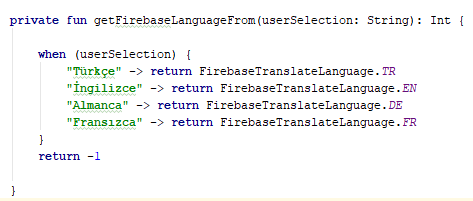 private fun getFirebaseLanguageFrom(userSelection: String): Int {
when (userSelection) {
"Türkçe" -> return FirebaseTranslateLanguage.TR
"İngilizce" -> return FirebaseTranslateLanguage.EN
"Almanca" -> return FirebaseTranslateLanguage.DE
"Fransızca" -> return FirebaseTranslateLanguage.FR
}
return -1
}